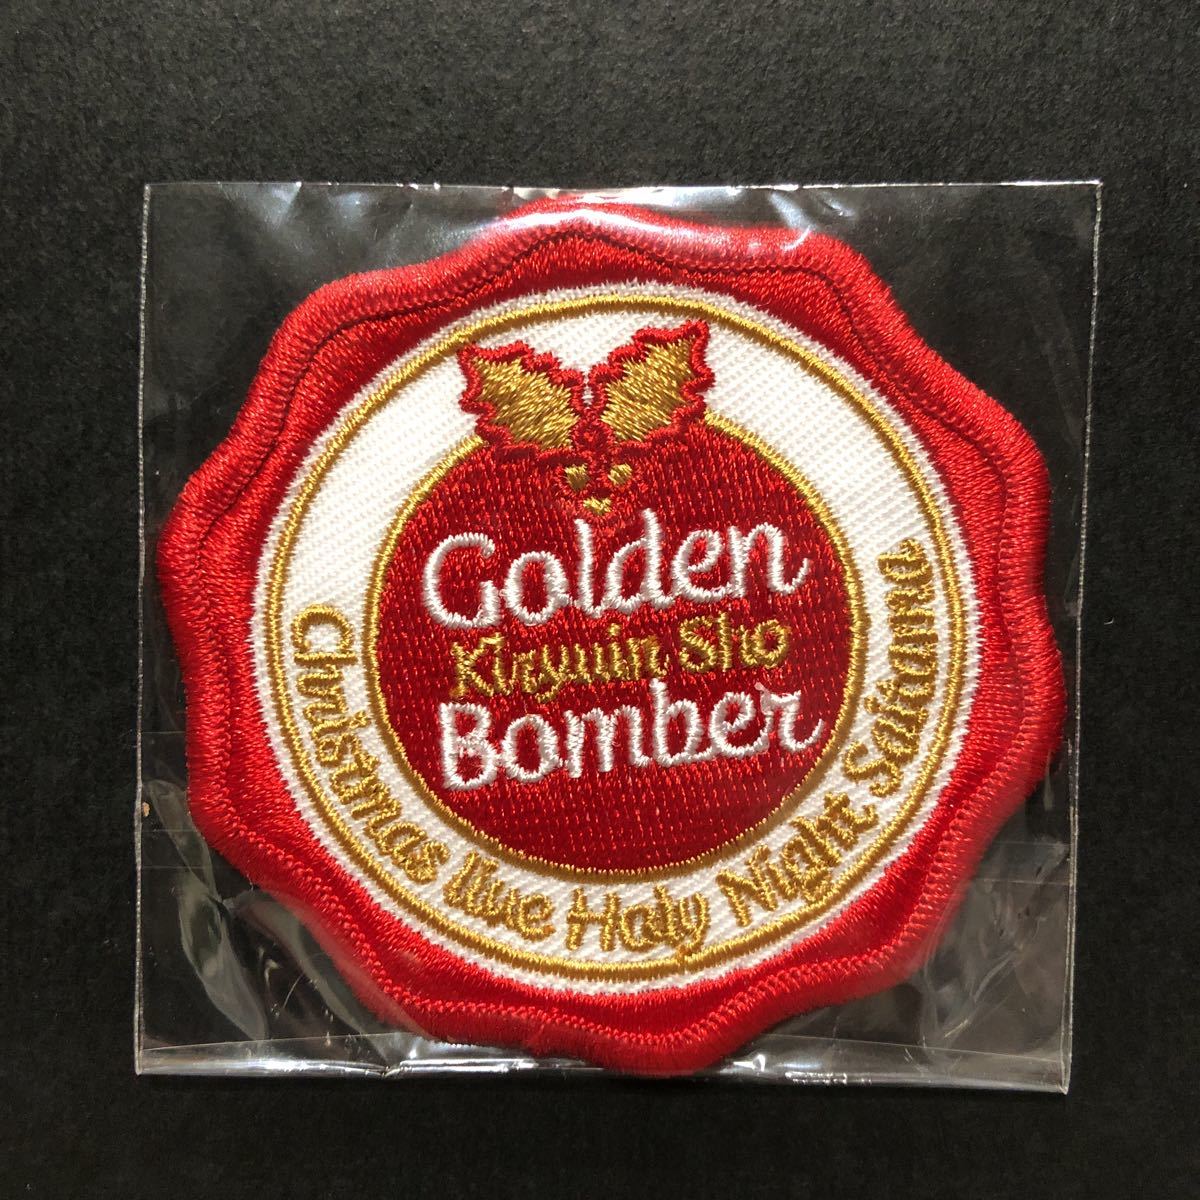 Golden
Kiryuin Sho
Bomber
Christmas live Holy Night Saitama